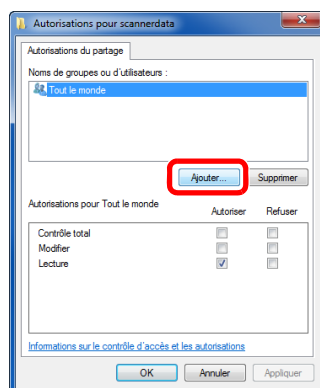 Autorisations pour scannerdata
Autorisations du partage
Noms de groupes ou d'utilisateurs :
Tout le monde
Ajouter... Supprimer
Autorisations pour Tout le monde Autoriser Refuser
Contrôle total
Modifier
Lecture
Informations sur le contrôle d'accès et les autorisations
OK Annuler Appliquer